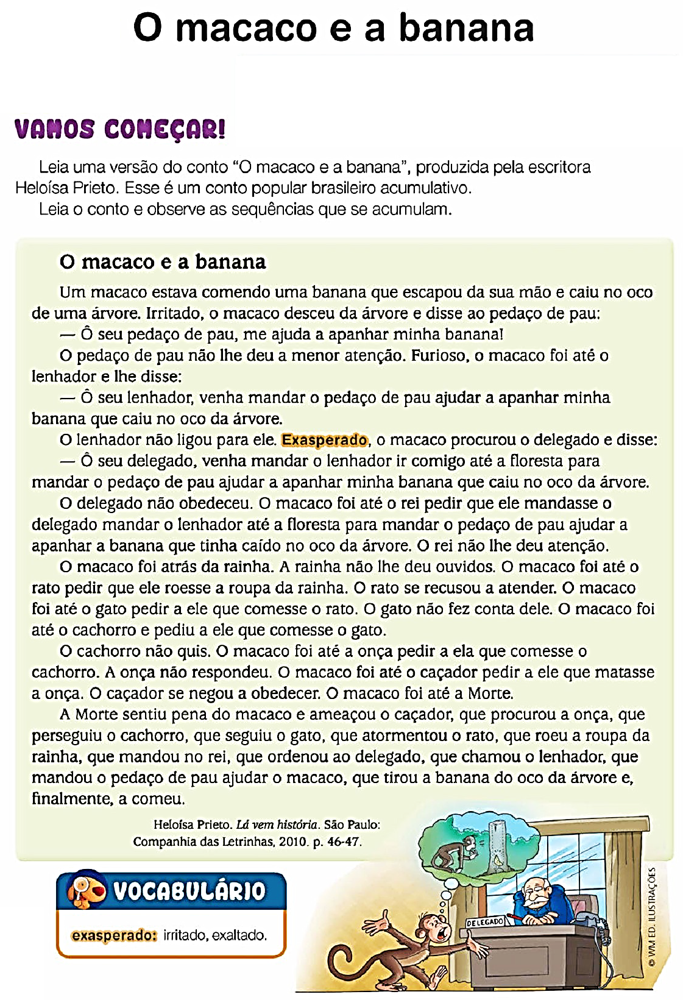 O macaco e a banana
VAMOS COMEÇAR!
Leia uma versão do conto “O macaco e a banana”, produzida pela escritora
Heloísa Prieto. Esse é um conto popular brasileiro acumulativo.
Leia o conto e observe as sequências que se acumulam.
O macaco e a banana
Um macaco estava comendo uma banana que escapou da sua mão e caiu no oco
de uma árvore. Irritado, o macaco desceu da árvore e disse ao pedaço de pau:
— Ô seu pedaço de pau, me ajuda a apanhar minha banana!
O pedaço de pau não lhe deu a menor atenção. Furioso, o macaco foi até o
lenhador e lhe disse:
— Ô seu lenhador, venha mandar o pedaço de pau ajudar a apanhar minha
banana que caiu no oco da árvore.
O lenhador não ligou para ele. Exasperado, o macaco procurou o delegado e disse:
— Ô seu delegado, venha mandar o lenhador ir comigo até a floresta para
mandar o pedaço de pau ajudar a apanhar minha banana que caiu no oco da árvore.
O delegado não obedeceu. O macaco foi até o rei pedir que ele mandasse o
delegado mandar o lenhador até a floresta para mandar o pedaço de pau ajudar a
apanhar a banana que tinha caído no oco da árvore. O rei não lhe deu atenção.
O macaco foi atrás da rainha. A rainha não lhe deu ouvidos. O macaco foi até o
rato pedir que ele roesse a roupa da rainha. O rato se recusou a atender. O macaco
foi até o gato pedir a ele que comesse o rato. O gato não fez conta dele. O macaco foi
até o cachorro e pediu a ele que comesse o gato.
O cachorro não quis. O macaco foi até a onça pedir a ela que comesse o
cachorro. A onça não respondeu. O macaco foi até o caçador pedir a ele que matasse
a onça. O caçador se negou a obedecer. O macaco foi até a Morte.
A Morte sentiu pena do macaco e ameaçou o caçador, que procurou a onça, que
perseguiu o cachorro, que seguiu o gato, que atormentou o rato, que roeu a roupa da
rainha, que mandou no rei, que ordenou ao delegado, que chamou o lenhador, que
mandou o pedaço de pau ajudar o macaco, que tirou a banana do oco da árvore e,
finalmente, a comeu.
Heloísa Prieto. Lá vem história. São Paulo:
Companhia das Letrinhas, 2010. p. 46-47.
VOCABULÁRIO
exasperado: irritado, exaltado.
DELEGADO
© WM ED. ILUSTRAÇÕES